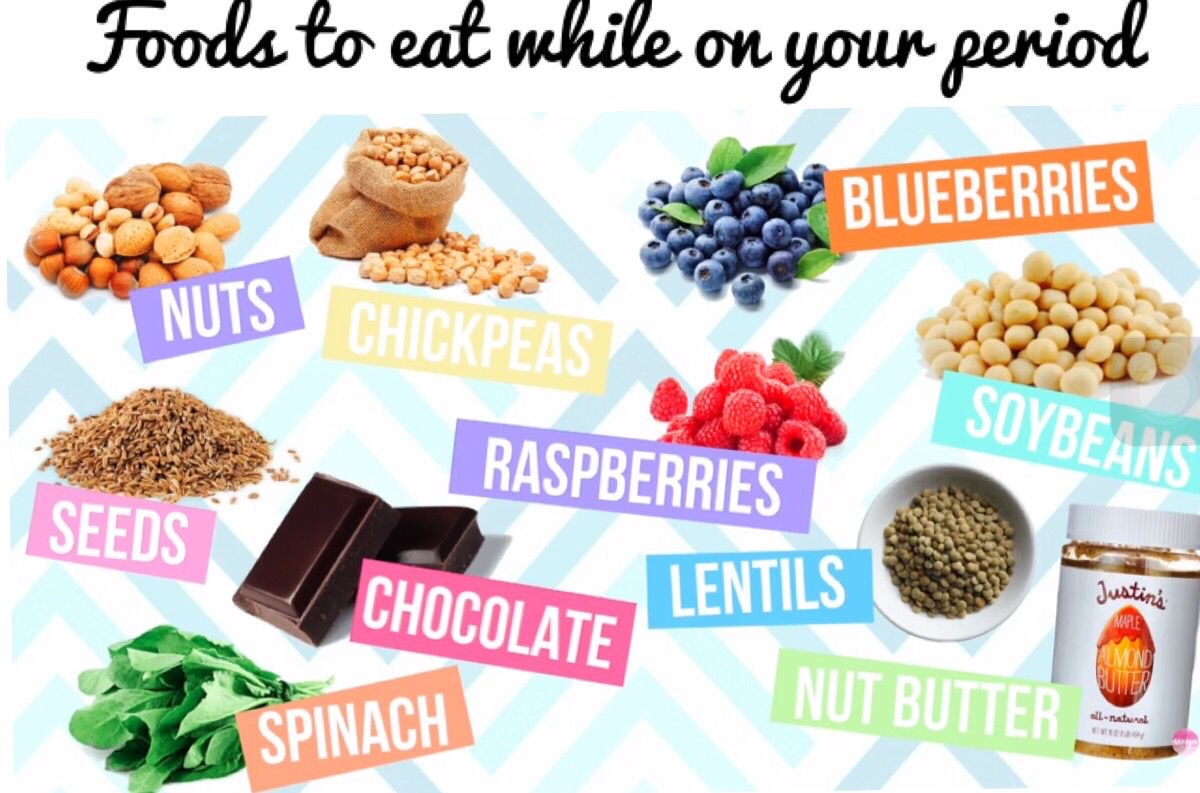 Foods to eat while on your period
BLUEBERRIES
NUTS
CHICKPEAS
SOYBEANS
RASPBERRIES
SEEDS
LENTILS
CHOCOLATE
Justin's
MAPLE
ALMOND
BUTTER
all-natural
NUT BUTTER
SPINACH